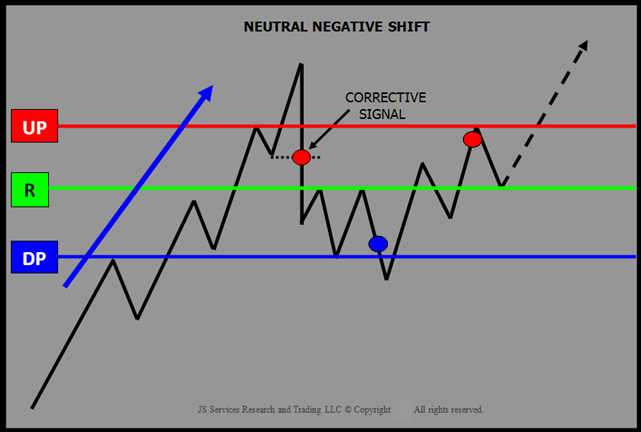 NEUTRAL NEGATIVE SHIFT
CORRECTIVE
SIGNAL
UP
R
DP
JS Services Research and Trading LLC © Copyright All rights reserved.